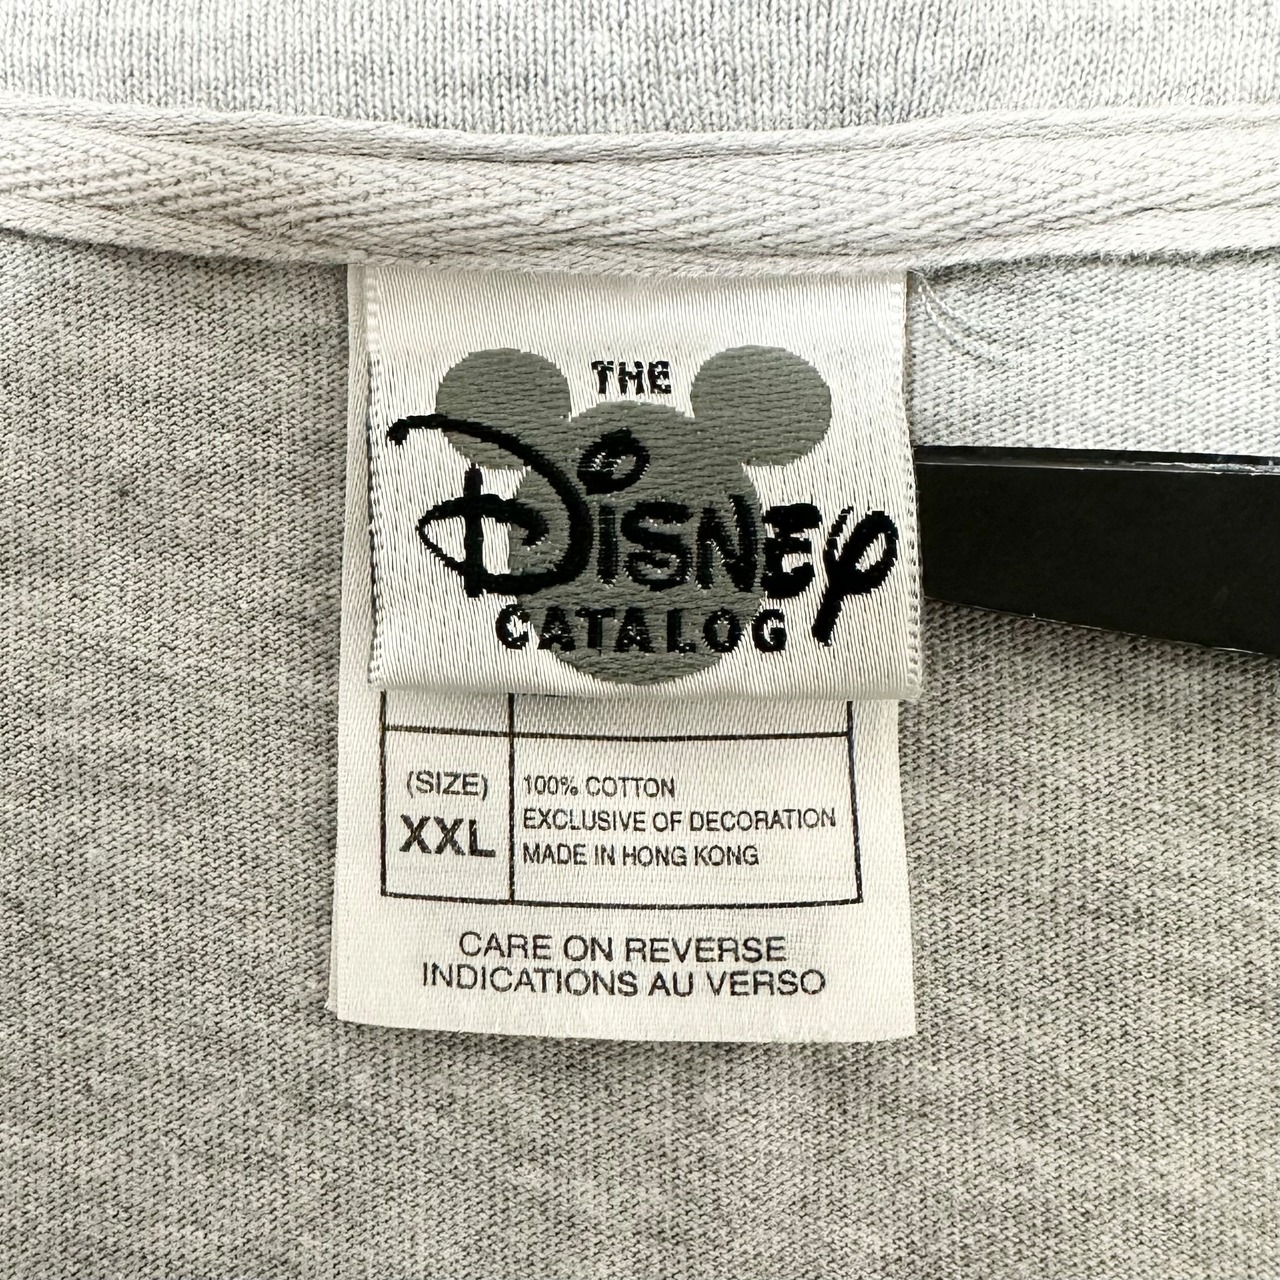 THE
DISNEY
CATALOG
(SIZE)
XXL
100% COTTON
EXCLUSIVE OF DECORATION
MADE IN HONG KONG
CARE ON REVERSE
INDICATIONS AU VERSO